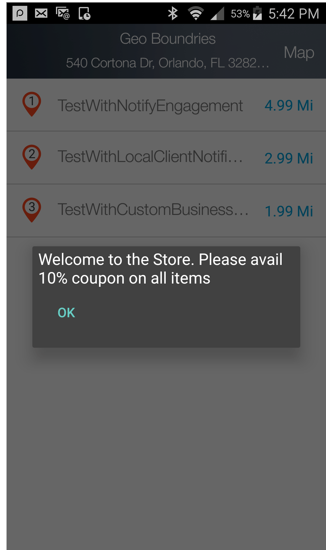 53% 5:42 PM
Geo Boundries
540 Cortona Dr, Orlando, FL 3282...
Map
1 TestWithNotifyEngagement 4.99 Mi
2 TestWithLocalClientNotifi... 2.99 Mi
3 TestWithCustomBusiness... 1.99 Mi
Welcome to the Store. Please avail
10% coupon on all items
OK